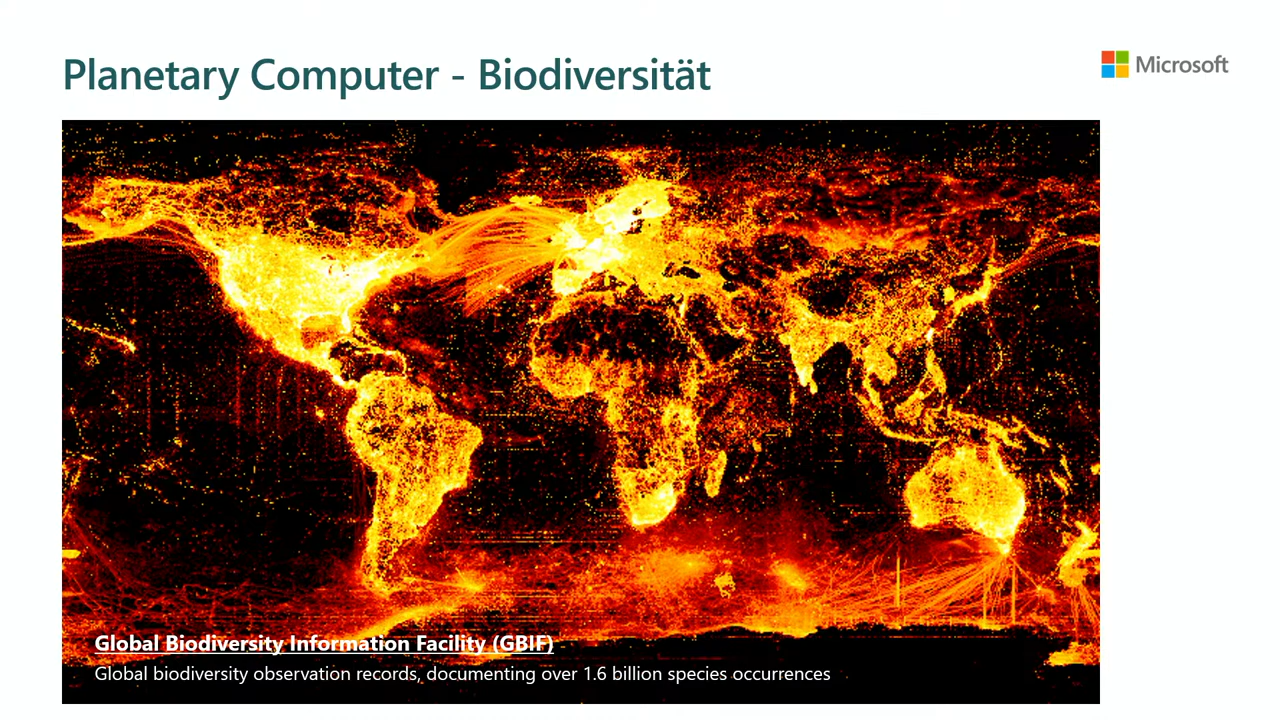 Planetary Computer - Biodiversität
Microsoft
Global Biodiversity Information Facility (GBIF)
Global biodiversity observation records, documenting over 1.6 billion species occurrences